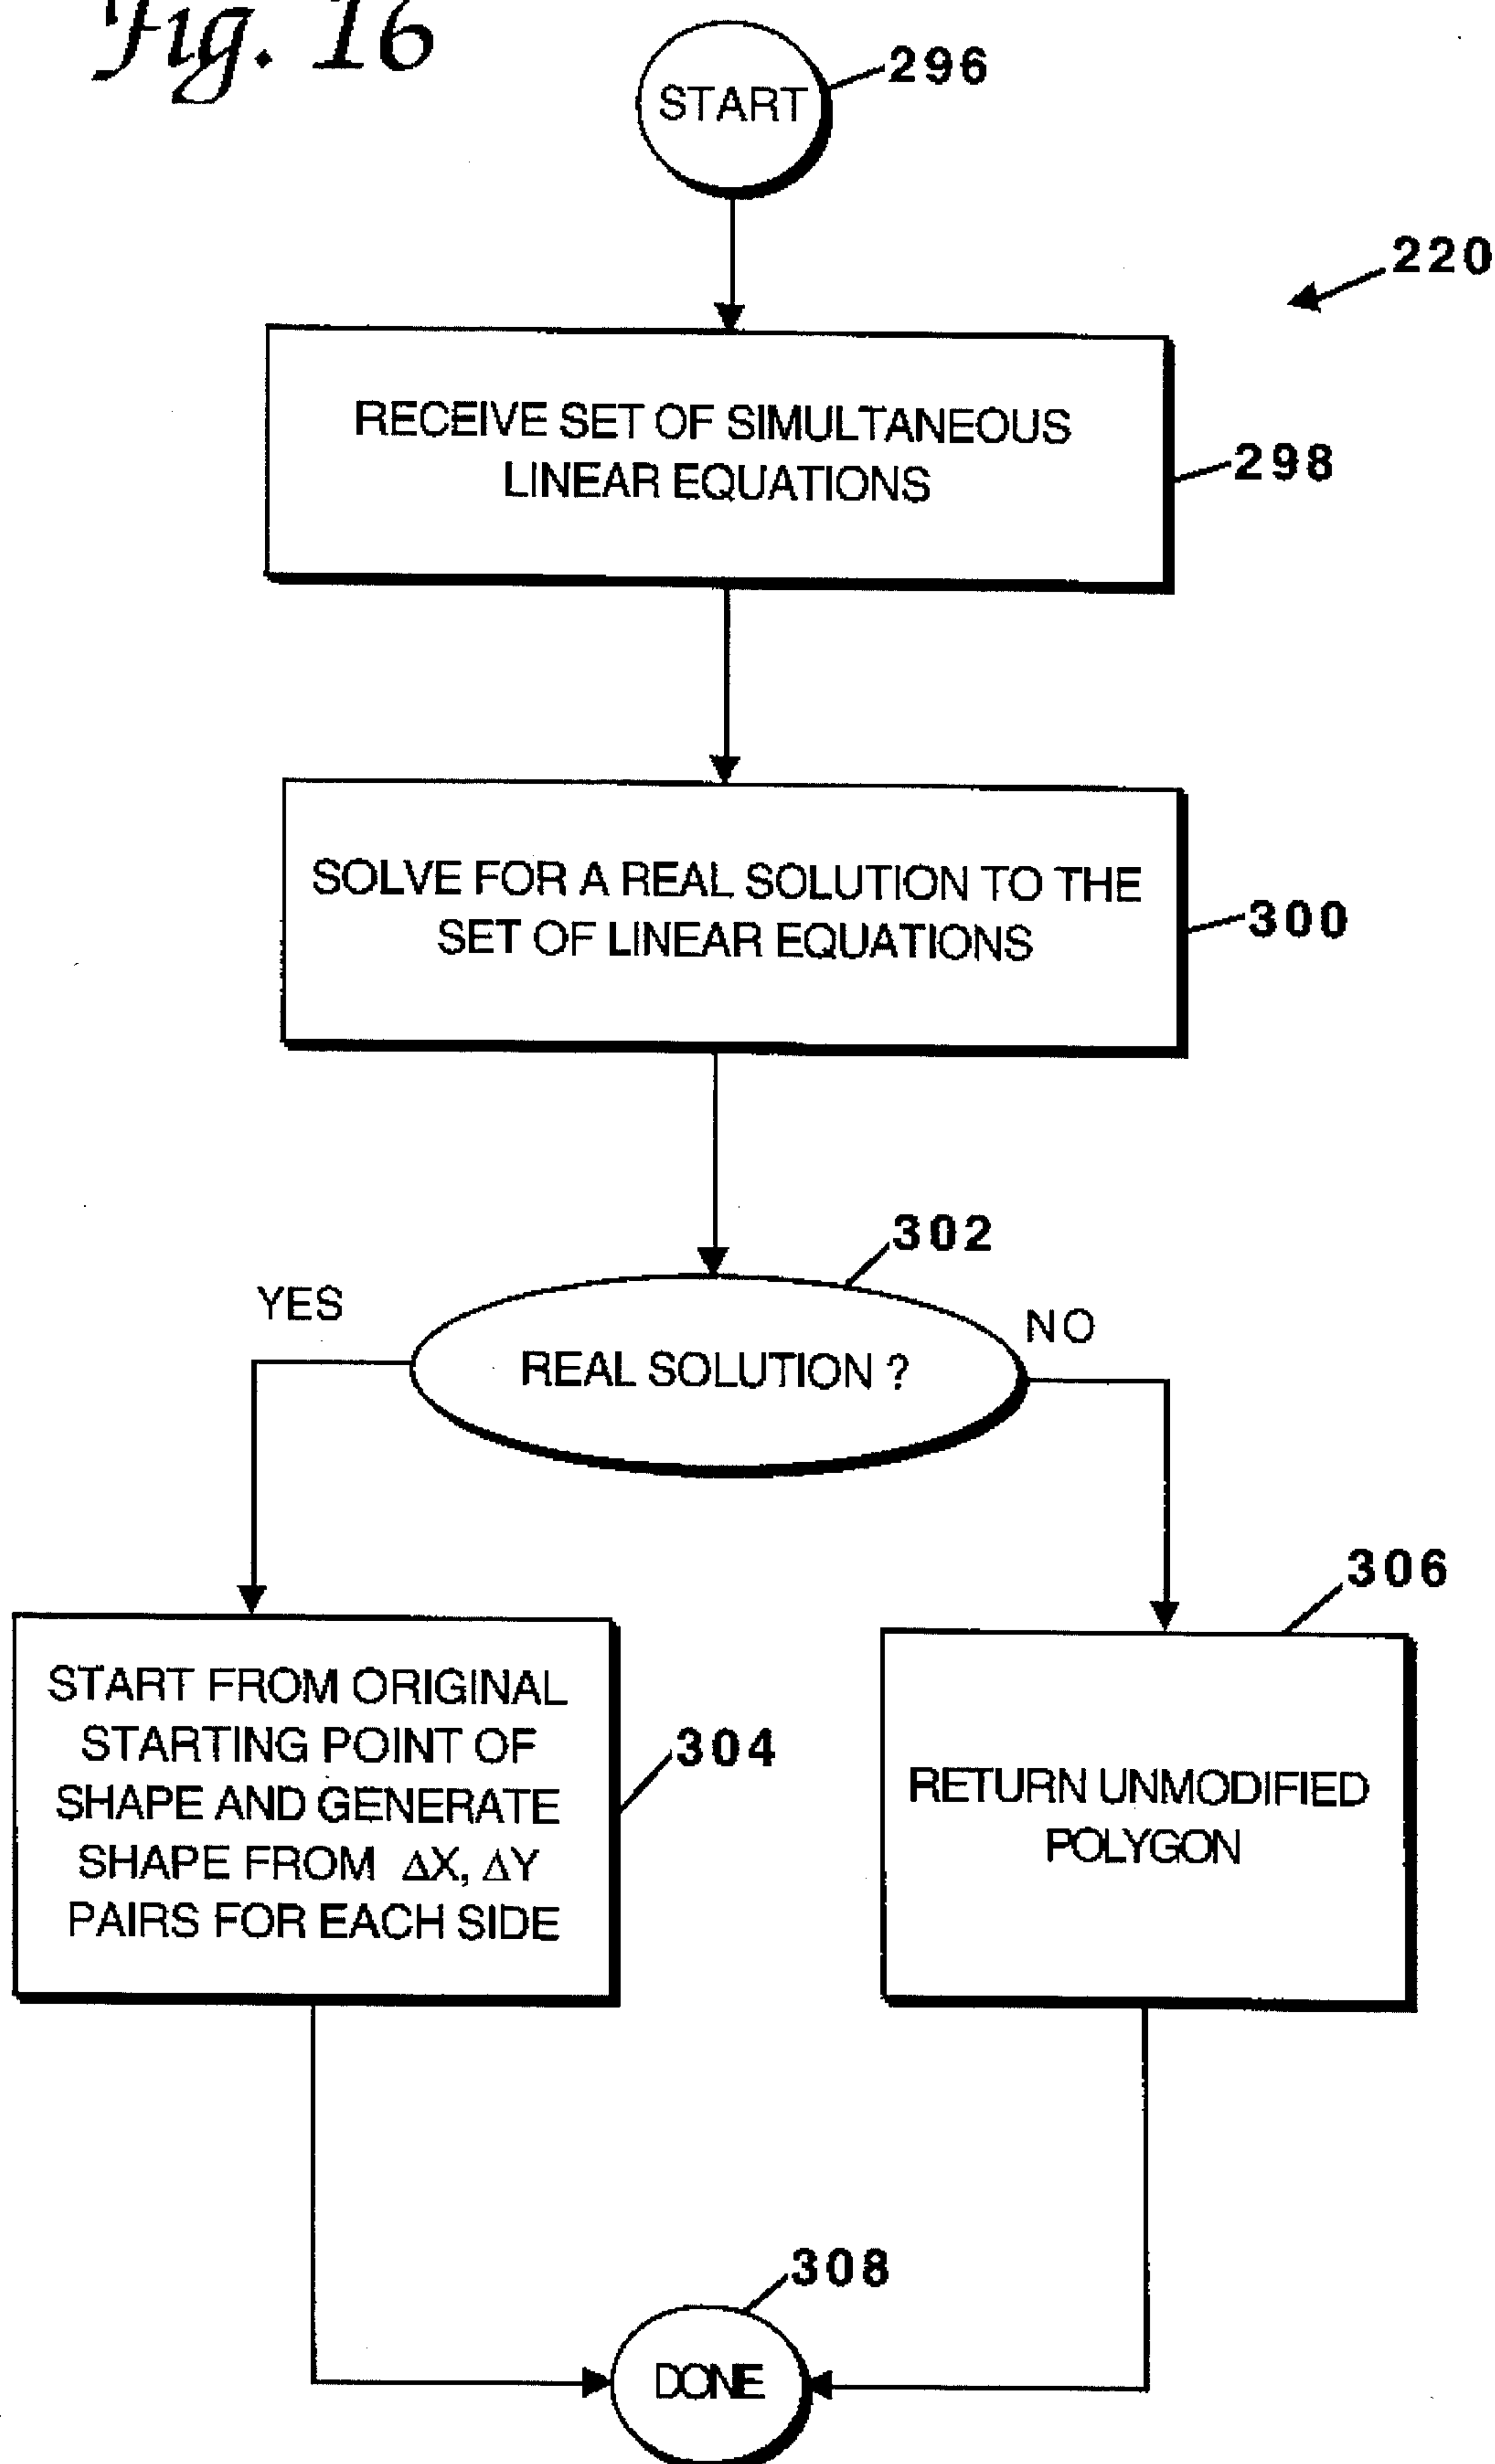 Fig. 16
START
296
220
RECEIVE SET OF SIMULTANEOUS
LINEAR EQUATIONS
298
SOLVE FOR A REAL SOLUTION TO THE
SET OF LINEAR EQUATIONS
300
302
YES
NO
REAL SOLUTION ?
306
START FROM ORIGINAL
STARTING POINT OF
SHAPE AND GENERATE
SHAPE FROM ΔX, ΔY
PAIRS FOR EACH SIDE
304
RETURN UNMODIFIED
POLYGON
308
DONE